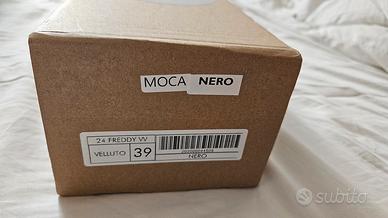 MOCA NERO
24 FREDDY VV
VELLUTO 39
NERO
subito